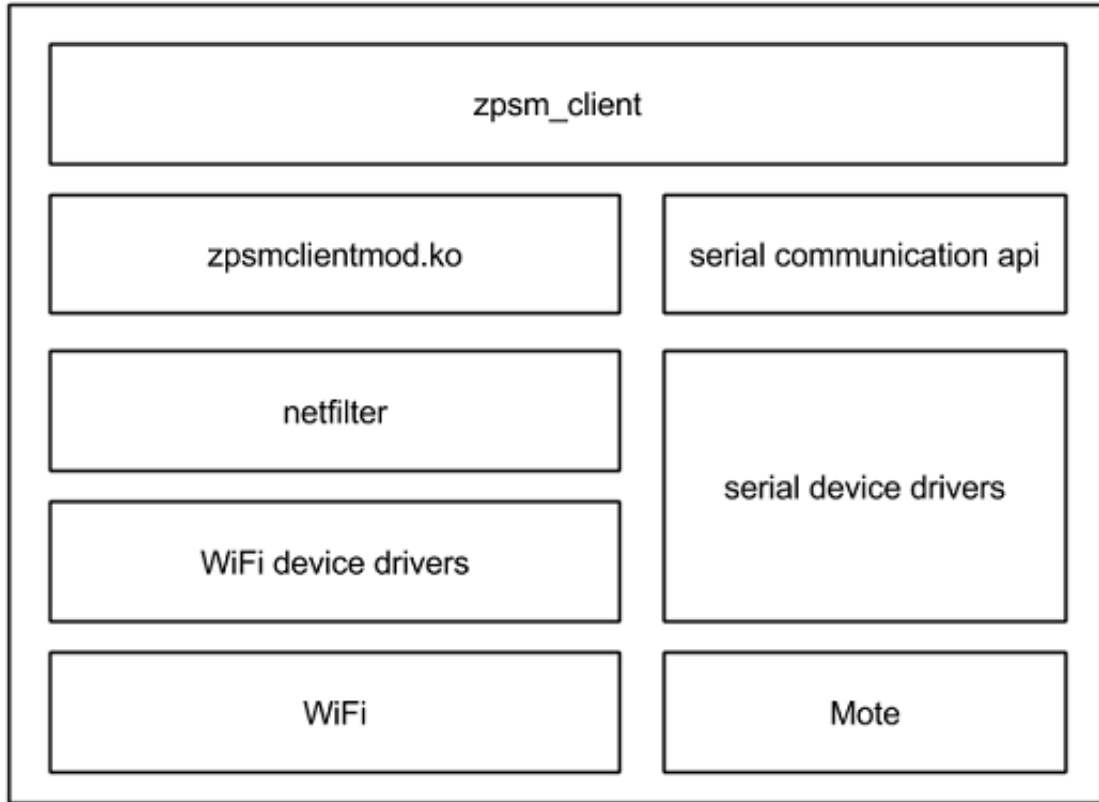 zpsm_client
zpsmclientmod.ko
serial communication api
netfilter
serial device drivers
WiFi device drivers
WiFi
Mote